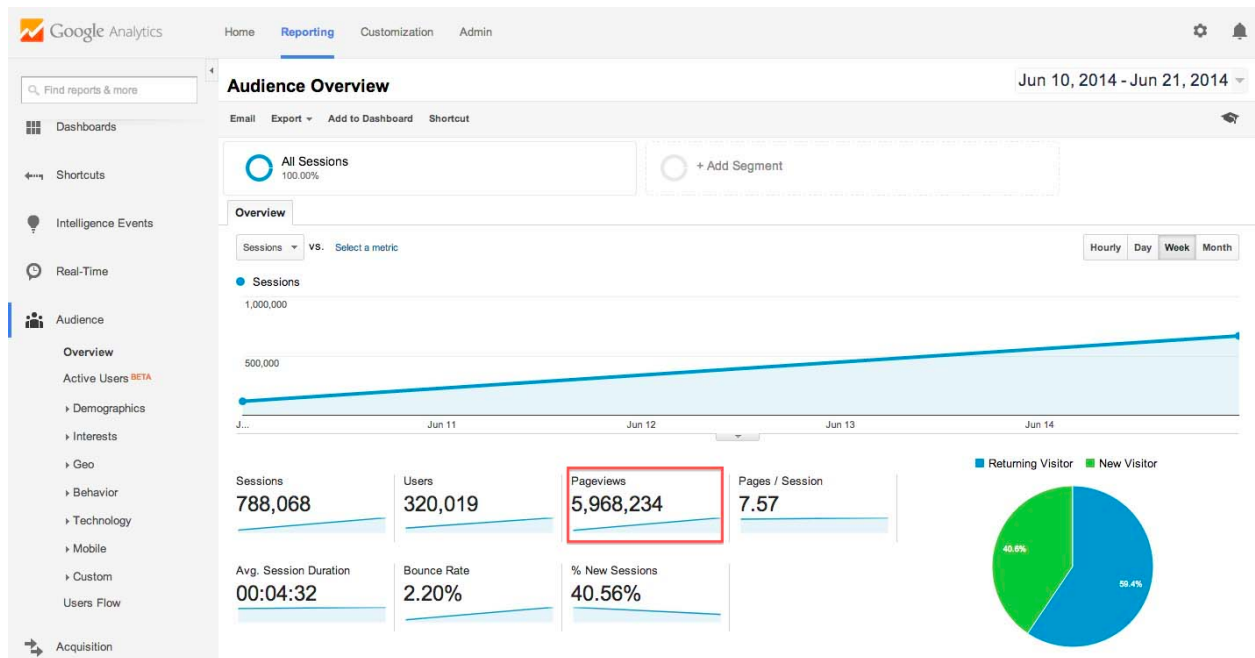 Google Analytics
Home Reporting Customization Admin
Find reports & more
Dashboards
Shortcuts
Intelligence Events
Real-Time
Audience
Overview
Active Users BETA
Demographics
Interests
Geo
Behavior
Technology
Mobile
Custom
Users Flow
Acquisition
Audience Overview
Jun 10, 2014 - Jun 21, 2014
Email Export Add to Dashboard Shortcut
All Sessions
100.00%
+ Add Segment
Overview
Sessions VS. Select a metric
Hourly Day Week Month
Sessions
1,000,000
500,000
J... Jun 11 Jun 12 Jun 13 Jun 14
Sessions
788,068
Users
320,019
Pageviews
5,968,234
Pages / Session
7.57
Avg. Session Duration
00:04:32
Bounce Rate
2.20%
% New Sessions
40.56%
Returning Visitor New Visitor
40.6%
59.4%